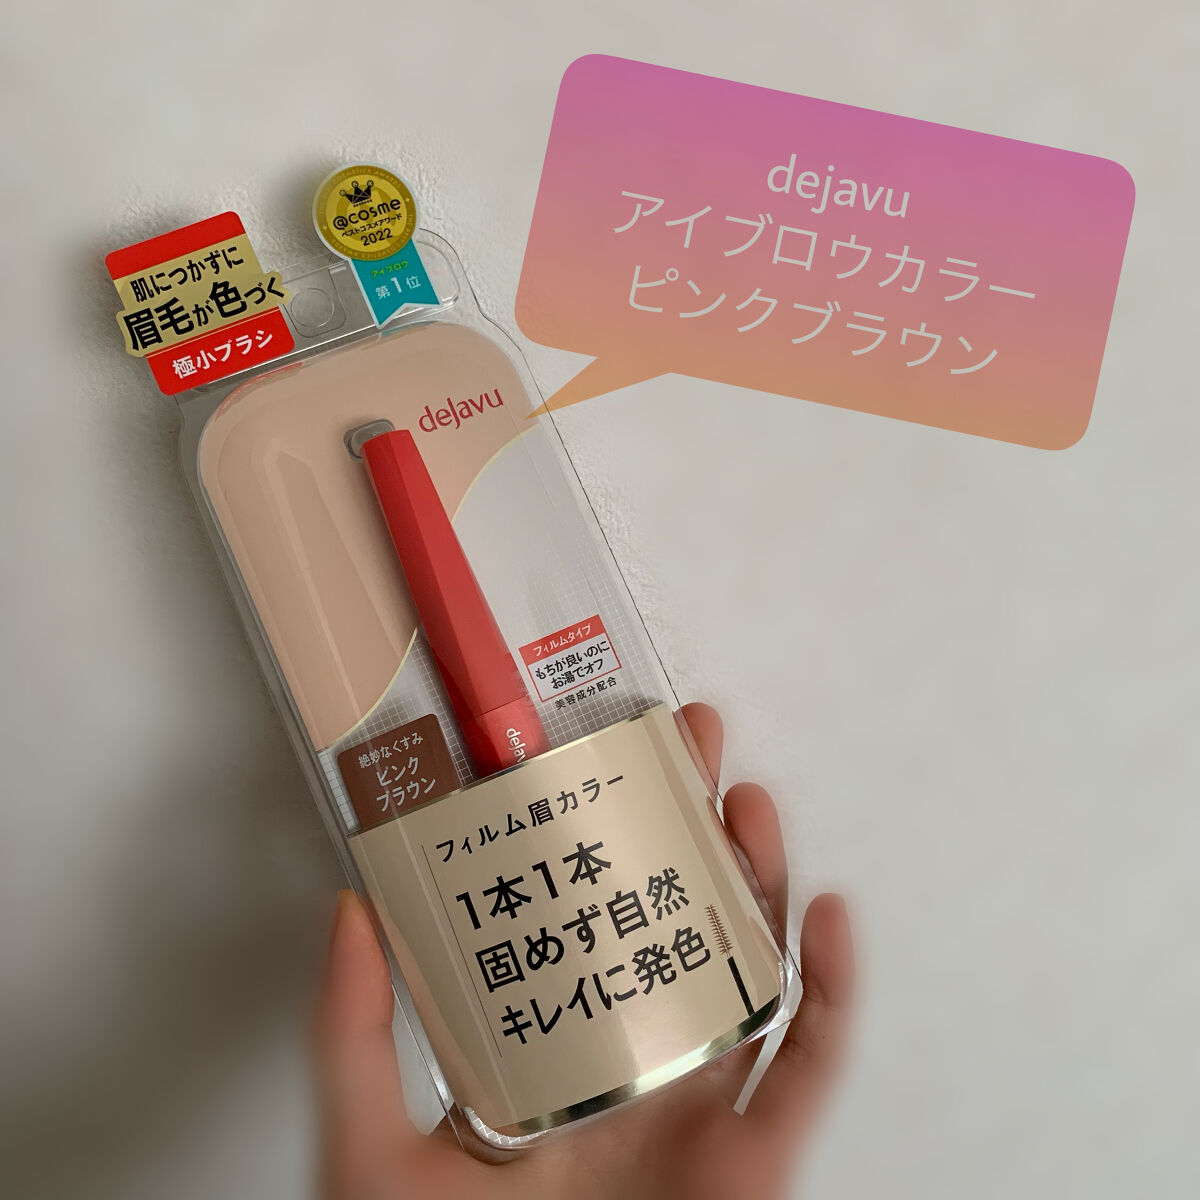 dejavu
アイブロウカラー
ピンクブラウン
@cosme
ベストコスメアワード
2022
アイブロウ
第1位
肌につかずに
眉毛が色づく
極小ブラシ
dejavu
フィルムタイプ
もちが良いのに
お湯でオフ
美容成分配合
絶妙なくすみ
ピンク
ブラウン
フィルム眉カラー
1本1本
固めず自然
キレイに発色